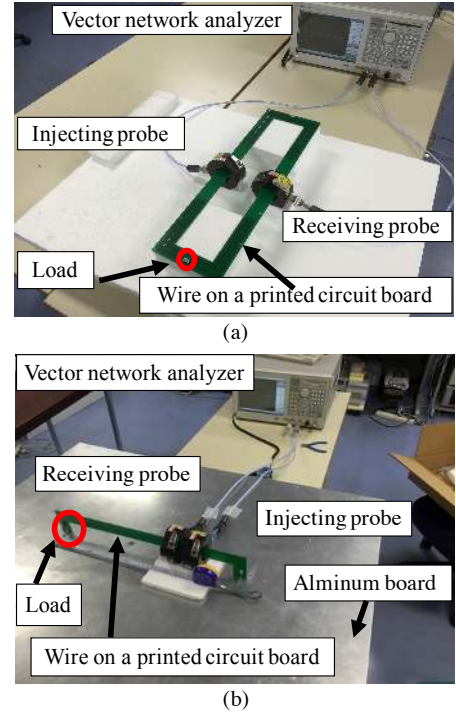 Vector network analyzer
Injecting probe
Receiving probe
Load
Wire on a printed circuit board
(a)
Vector network analyzer
Receiving probe
Injecting probe
Alminum board
Load
Wire on a printed circuit board
(b)